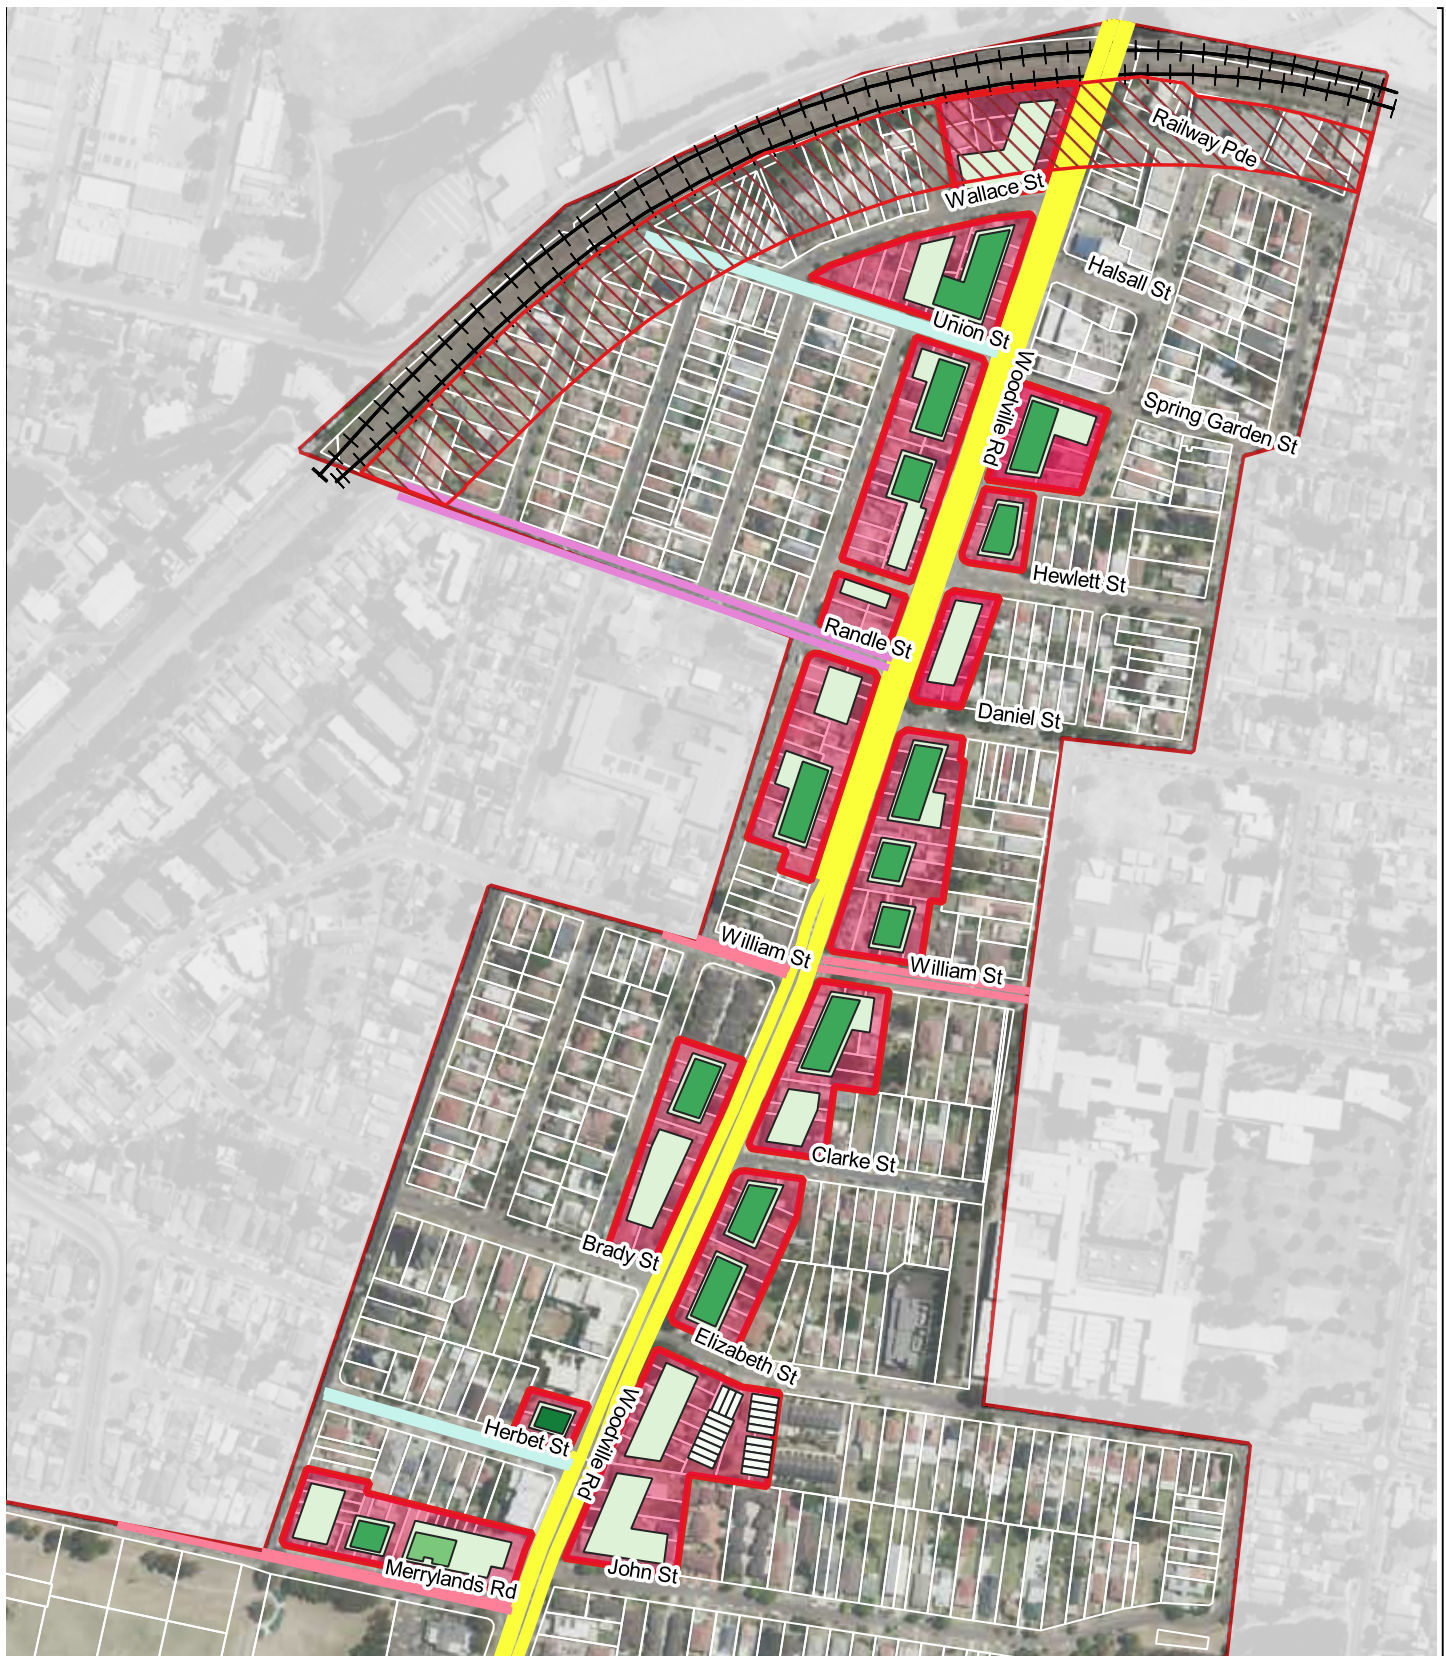 Railway Pde
Wallace St
Halsall St
Union St
Woodville Rd
Spring Garden St
Hewlett St
Randle St
Daniel St
William St
William St
Clarke St
Brady St
Elizabeth St
Woodville Rd
Herbet St
Merrylands Rd
John St